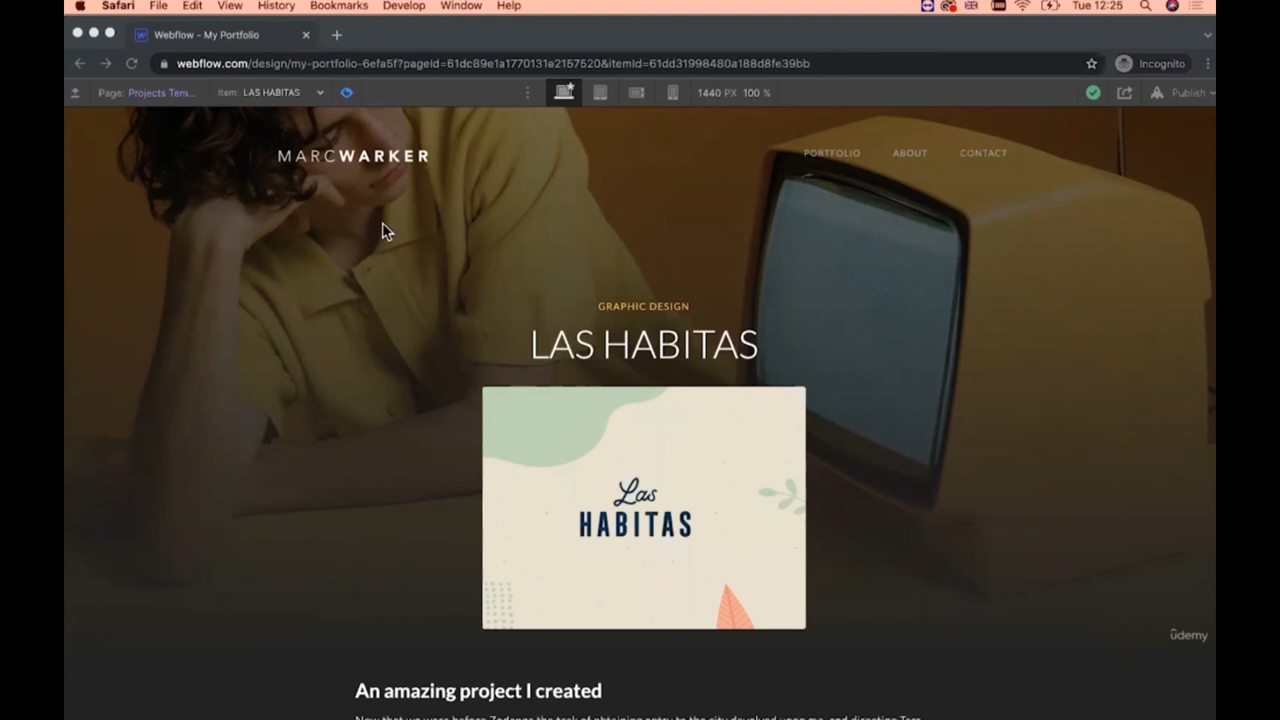 Safari File Edit View History Bookmarks Develop Window Help Tue 12:25
Webflow - My Portfolio
webflow.com/design/my-portfolio-6efa5f?pageId=61dc89e1a1770131a2157520&itemId=61dd31998480a188d8fe39bb Incognito
Page: Projects Tem... Item: LAS HABITAS 1440 PX 100 % Publish
MARCWARKER PORTFOLIO ABOUT CONTACT
GRAPHIC DESIGN
LAS HABITAS
Las
HABITAS
udemy
An amazing project I created